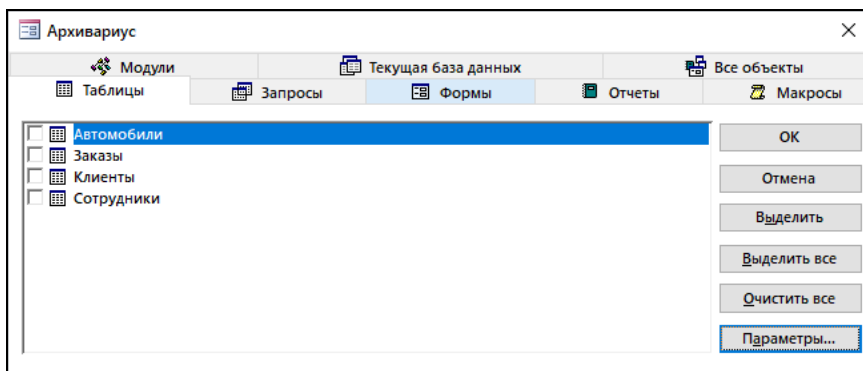 Архивариус
Модули Текущая база данных Все объекты
Таблицы Запросы Формы Отчеты Макросы
Автомобили
Заказы
Клиенты
Сотрудники
ОК
Отмена
Выделить
Выделить все
Очистить все
Параметры...